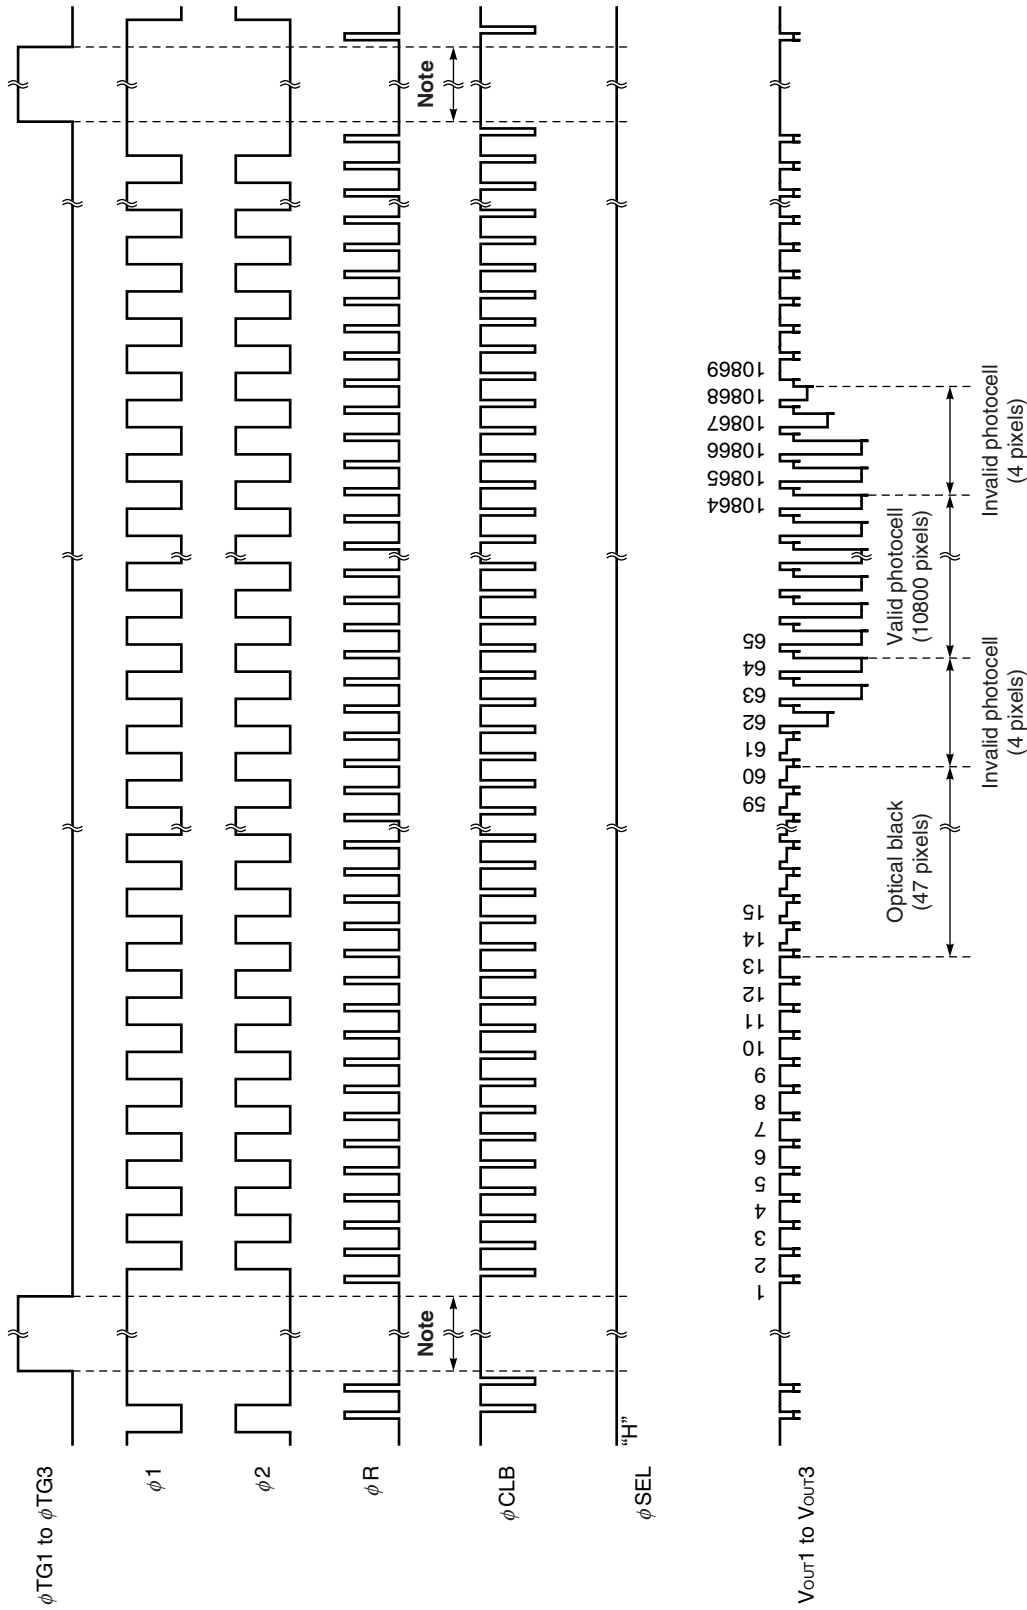 φTG1 to φTG3
φ1
φ2
φR
φCLB
φSEL
"H"
VOUT1 to VOUT3
Note
Note
1
2
3
4
5
6
7
8
9
10
11
12
13
14
15
59
60
61
62
63
64
65
10864
10865
10866
10867
10868
10869
Optical black
(47 pixels)
Invalid photocell
(4 pixels)
Valid photocell
(10800 pixels)
Invalid photocell
(4 pixels)